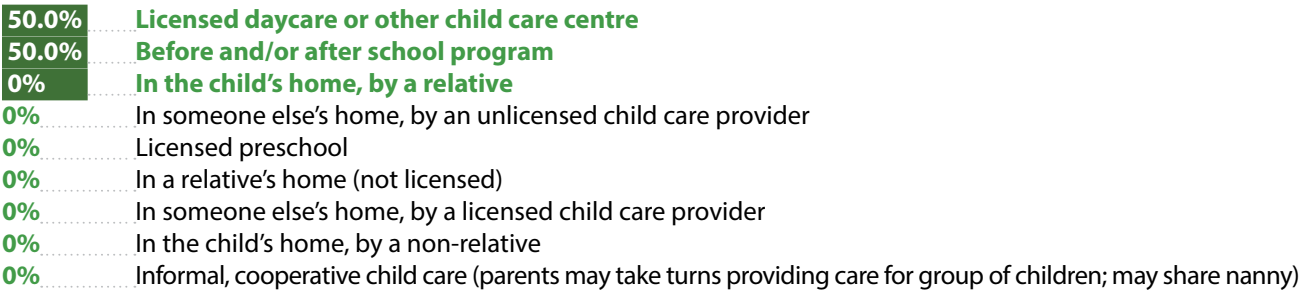 50.0% Licensed daycare or other child care centre
50.0% Before and/or after school program
0% In the child’s home, by a relative
0% In someone else’s home, by an unlicensed child care provider
0% Licensed preschool
0% In a relative’s home (not licensed)
0% In someone else’s home, by a licensed child care provider
0% In the child’s home, by a non-relative
0% Informal, cooperative child care (parents may take turns providing care for group of children; may share nanny)